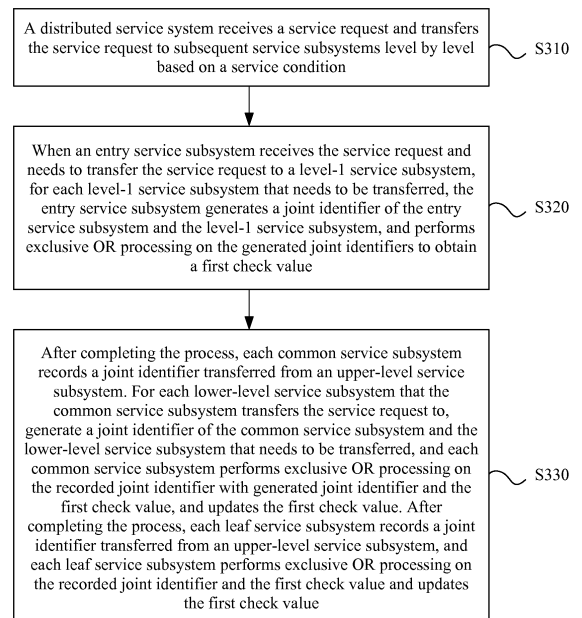 A distributed service system receives a service request and transfers
the service request to subsequent service subsystems level by level
based on a service condition
S310
When an entry service subsystem receives the service request and
needs to transfer the service request to a level-1 service subsystem,
for each level-1 service subsystem that needs to be transferred, the
entry service subsystem generates a joint identifier of the entry
service subsystem and the level-1 service subsystem, and performs
exclusive OR processing on the generated joint identifiers to obtain
a first check value
S320
After completing the process, each common service subsystem
records a joint identifier transferred from an upper-level service
subsystem. For each lower-level service subsystem that the
common service subsystem transfers the service request to,
generate a joint identifier of the common service subsystem and the
lower-level service subsystem that needs to be transferred, and each
common service subsystem performs exclusive OR processing on
the recorded joint identifier with generated joint identifier and the
first check value, and updates the first check value. After
completing the process, each leaf service subsystem records a joint
identifier transferred from an upper-level service subsystem, and
each leaf service subsystem performs exclusive OR processing on
the recorded joint identifier and the first check value and updates
the first check value
S330